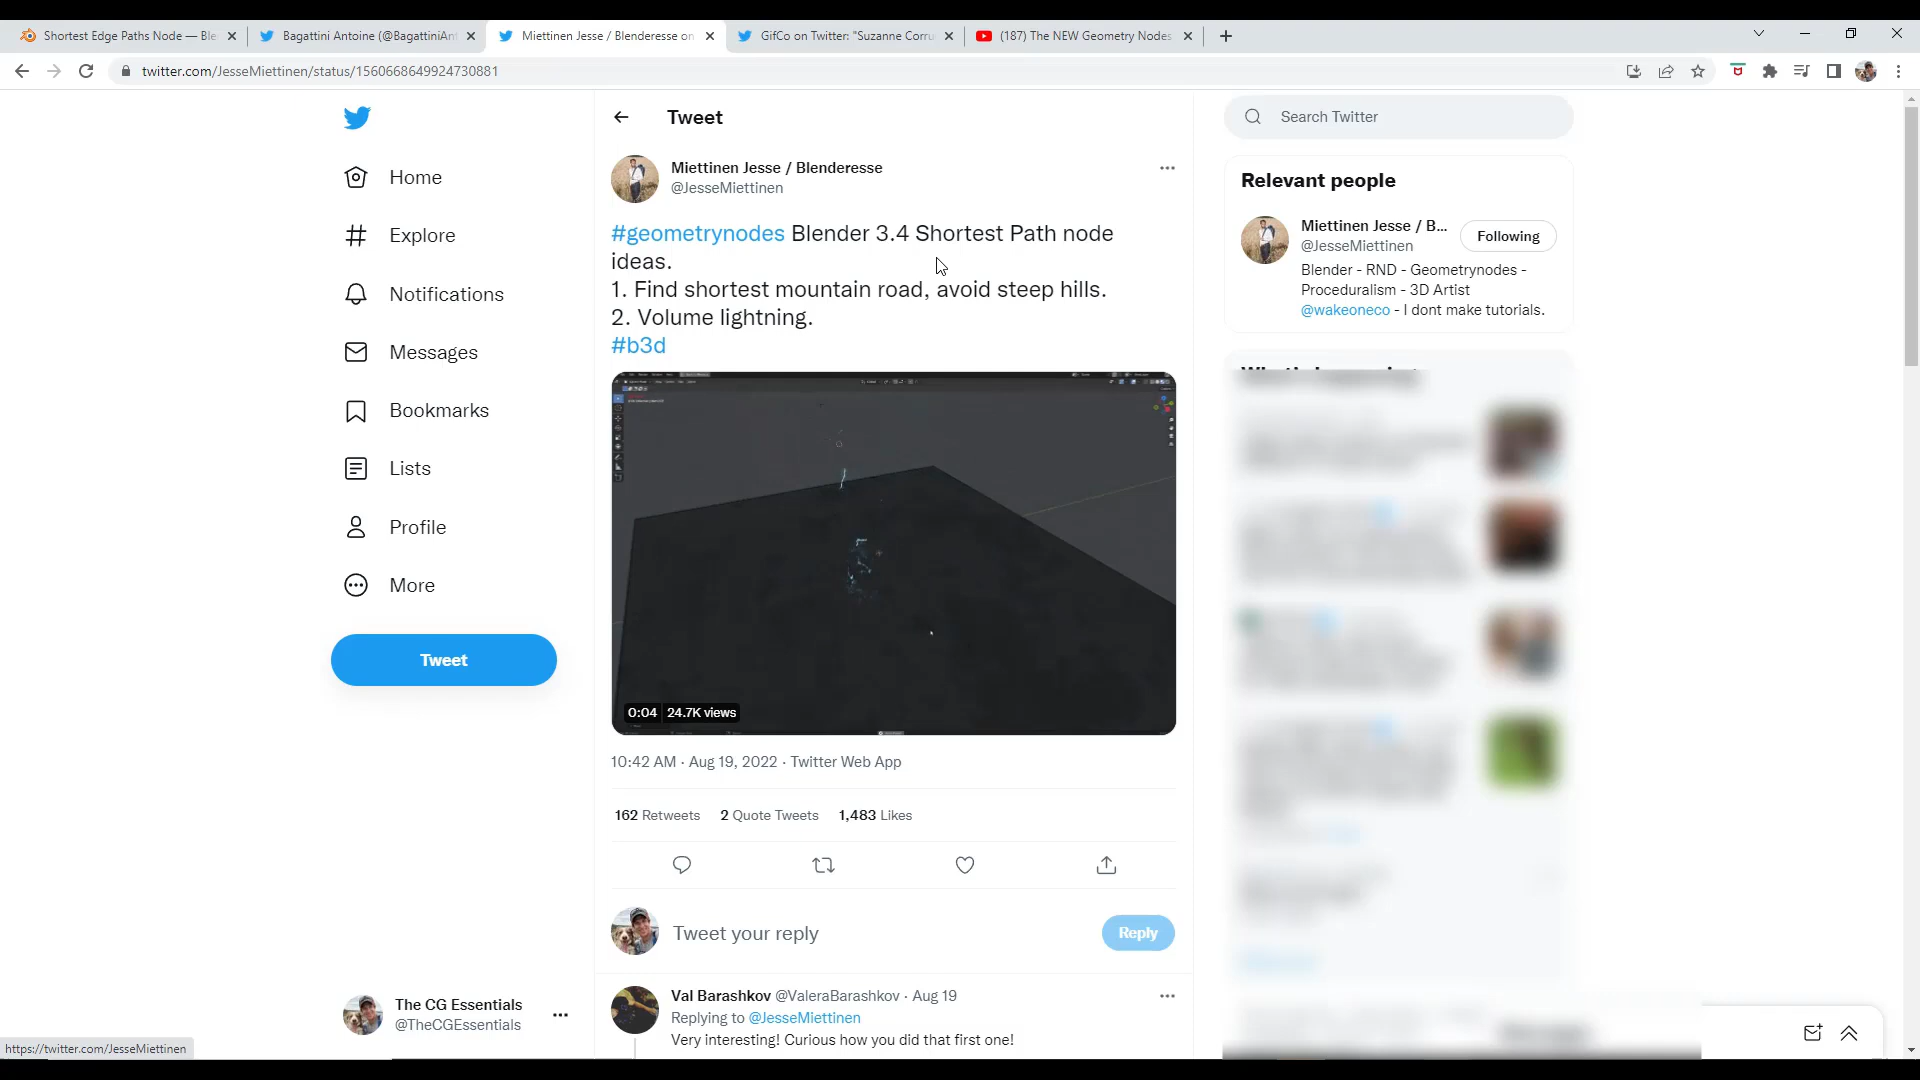 Shortest Edge Paths Node — Ble
Bagattini Antoine (@BagattiniAnt
Miettinen Jesse / Blenderesse on
GifCo on Twitter: "Suzanne Corru
(187) The NEW Geometry Nodes
twitter.com/JesseMiettinen/status/1560668649924730881
Home
Explore
Notifications
Messages
Bookmarks
Lists
Profile
More
Tweet
The CG Essentials
@TheCGEssentials
https://twitter.com/JesseMiettinen
Tweet
Miettinen Jesse / Blenderesse
@JesseMiettinen
#geometrynodes Blender 3.4 Shortest Path node
ideas.
1. Find shortest mountain road, avoid steep hills.
2. Volume lightning.
#b3d
0:04 24.7K views
10:42 AM · Aug 19, 2022 · Twitter Web App
162 Retweets 2 Quote Tweets 1,483 Likes
Tweet your reply
Reply
Val Barashkov @ValeraBarashkov · Aug 19
Replying to @JesseMiettinen
Very interesting! Curious how you did that first one!
Search Twitter
Relevant people
Miettinen Jesse / B...
@JesseMiettinen
Following
Blender - RND - Geometrynodes -
Proceduralism - 3D Artist
@wakeoneco - I dont make tutorials.